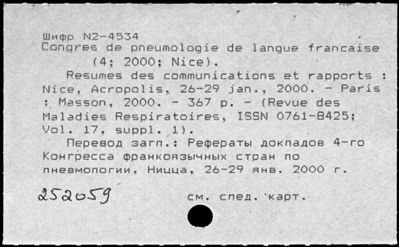 Шифр N2-4534
Congres de pneumologie de langue francaise
(4; 2000; Nice).
Resumes des communications et rapports :
Nice, Acropolis, 26-29 jan., 2000. - Paris
: Masson, 2000. - 367 p. - (Revue des
Maladies Respiratoires, ISSN 0761-8425;
Vol. 17, suppl. 1).
Перевод загл.: Рефераты докладов 4-го
Конгресса франкоязычных стран по
пневмологии, Ницца, 26-29 янв. 2000 г.
252059 см. след. карт.